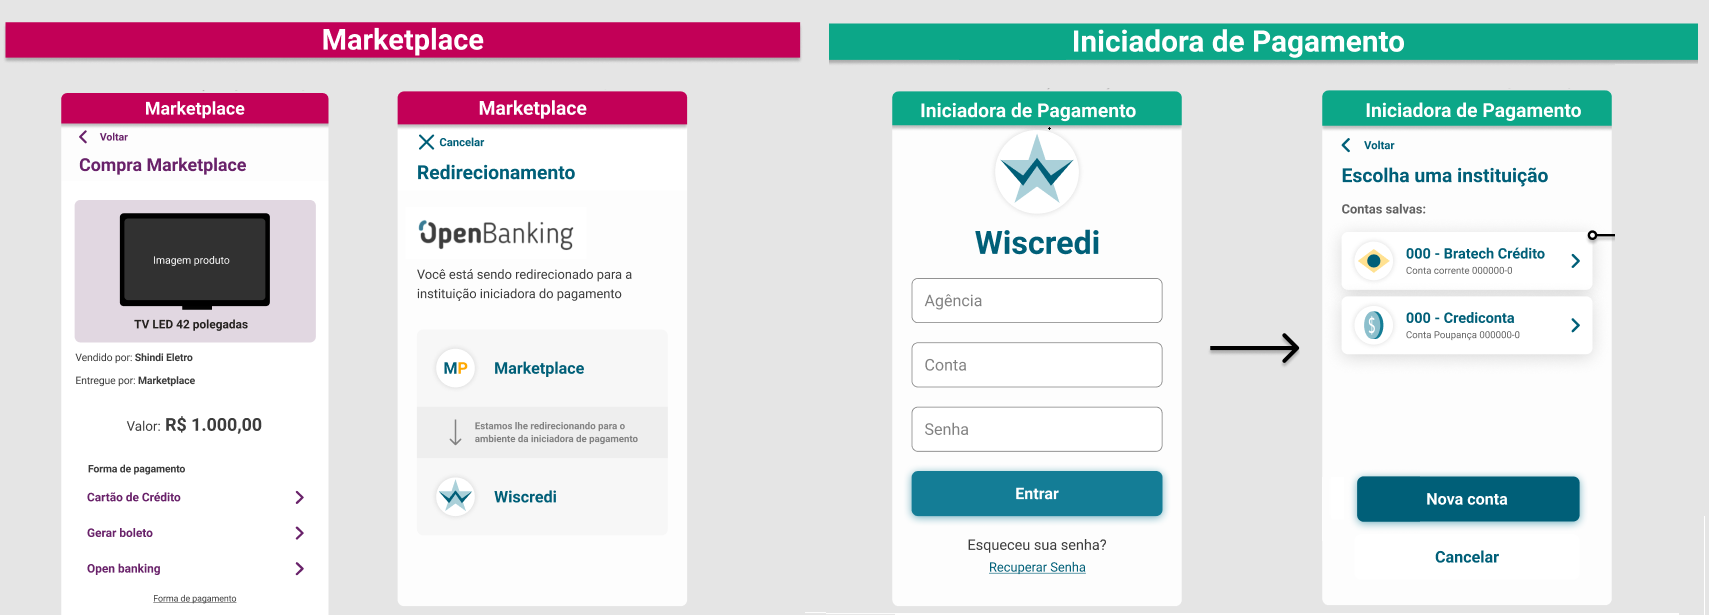 Marketplace
Iniciadora de Pagamento
Marketplace
Voltar
Compra Marketplace
Imagem produto
TV LED 42 polegadas
Vendido por: Shindi Eletro
Entregue por: Marketplace
Valor: R$ 1.000,00
Forma de pagamento
Cartão de Crédito
Gerar boleto
Open banking
Forma de pagamento
Marketplace
Cancelar
Redirecionamento
OpenBanking
Você está sendo redirecionado para a
instituição iniciadora do pagamento
MP Marketplace
Estamos lhe redirecionando para o
ambiente da iniciadora de pagamento
Wiscredi
Iniciadora de Pagamento
Wiscredi
Agência
Conta
Senha
Entrar
Esqueceu sua senha?
Recuperar Senha
Iniciadora de Pagamento
Voltar
Escolha uma instituição
Contas salvas:
000 - Bratech Crédito
Conta corrente 000000-0
$
000 - Crediconta
Conta Poupança 000000-0
Nova conta
Cancelar